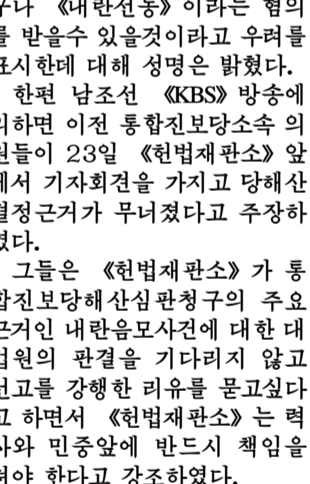 구나 《내란선동》이라는 혐의
를 받을수 있을것이라고 우려를
표시한데 대해 성명은 밝혔다.
한편 남조선 《KBS》방송에
의하면 이전 통합진보당소속 의
원들이 23일 《헌법재판소》앞
에서 기자회견을 가지고 당해산
결정근거가 무너졌다고 주장하
였다.
그들은 《헌법재판소》가 통
합진보당해산심판청구의 주요
근거인 내란음모사건에 대한 대
법원의 판결을 기다리지 않고
선고를 강행한 리유를 묻고싶다
고 하면서 《헌법재판소》는 력
사와 민중앞에 반드시 책임을
져야 한다고 강조하였다.